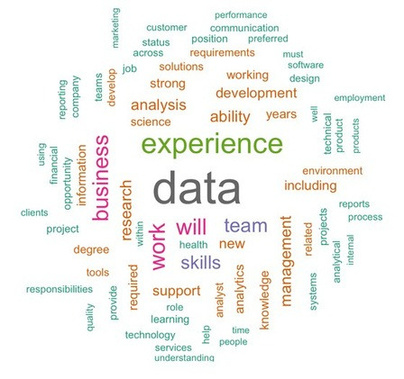 performance
customer communication
marketing
status position preferred
across requirements must
job solutions software
teams develop strong working design
reporting company
analysis development employment
science ability years well
technical product products
experience
using financial opportunity information business
environment
including
data
research
clients
reports
process
project
within work will team
projects
related
analytical internal
degree
health new
skills
management
tools
responsibilities
required support
analyst analytics knowledge systems
quality provide
role
learning
technology help time
people
services
understanding